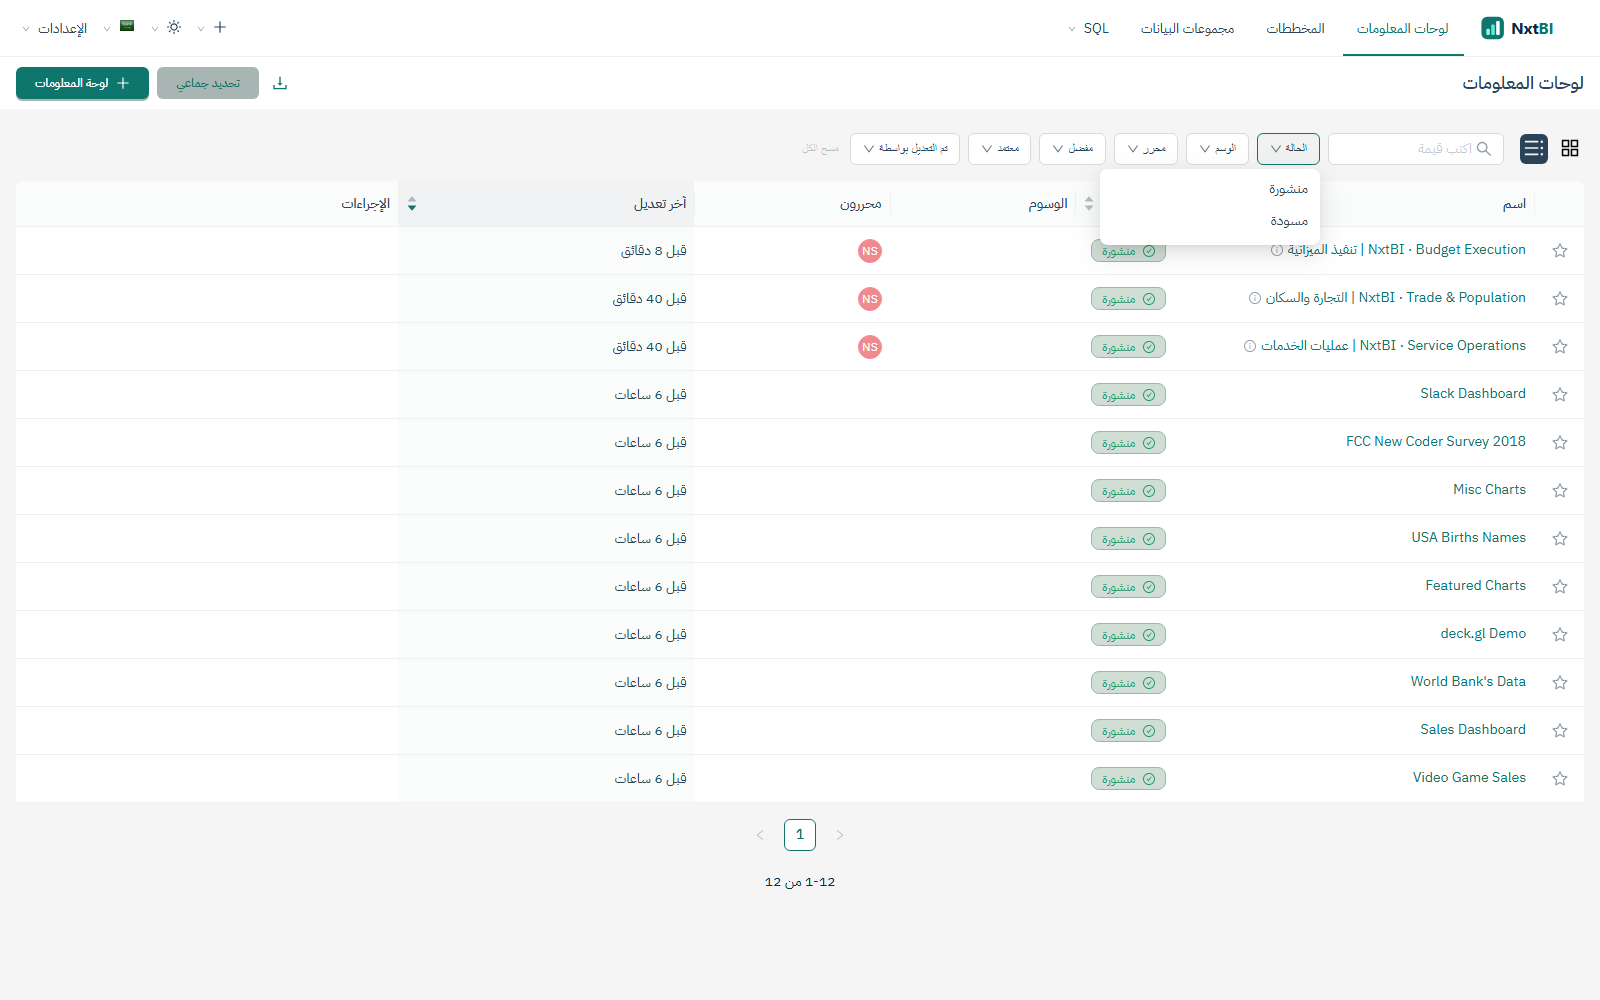 NxtBI
لوحات المعلومات
المخططات
مجموعات البيانات
SQL
الإعدادات
لوحات المعلومات
تحديد جماعي
لوحة المعلومات
اكتب قيمة
الحالة
الوسم
محرر
مفضل
معتمد
تم التعديل بواسطة
مسح الكل
منشورة
مسودة
اسم
الوسوم
محررون
آخر تعديل
الإجراءات
NxtBI · Budget Execution | تنفيذ الميزانية
منشورة
NS
قبل 8 دقائق
NxtBI · Trade & Population | التجارة والسكان
منشورة
NS
قبل 40 دقائق
NxtBI · Service Operations | عمليات الخدمات
منشورة
NS
قبل 40 دقائق
Slack Dashboard
منشورة
قبل 6 ساعات
FCC New Coder Survey 2018
منشورة
قبل 6 ساعات
Misc Charts
منشورة
قبل 6 ساعات
USA Births Names
منشورة
قبل 6 ساعات
Featured Charts
منشورة
قبل 6 ساعات
deck.gl Demo
منشورة
قبل 6 ساعات
World Bank's Data
منشورة
قبل 6 ساعات
Sales Dashboard
منشورة
قبل 6 ساعات
Video Game Sales
منشورة
قبل 6 ساعات
1
1-12 من 12